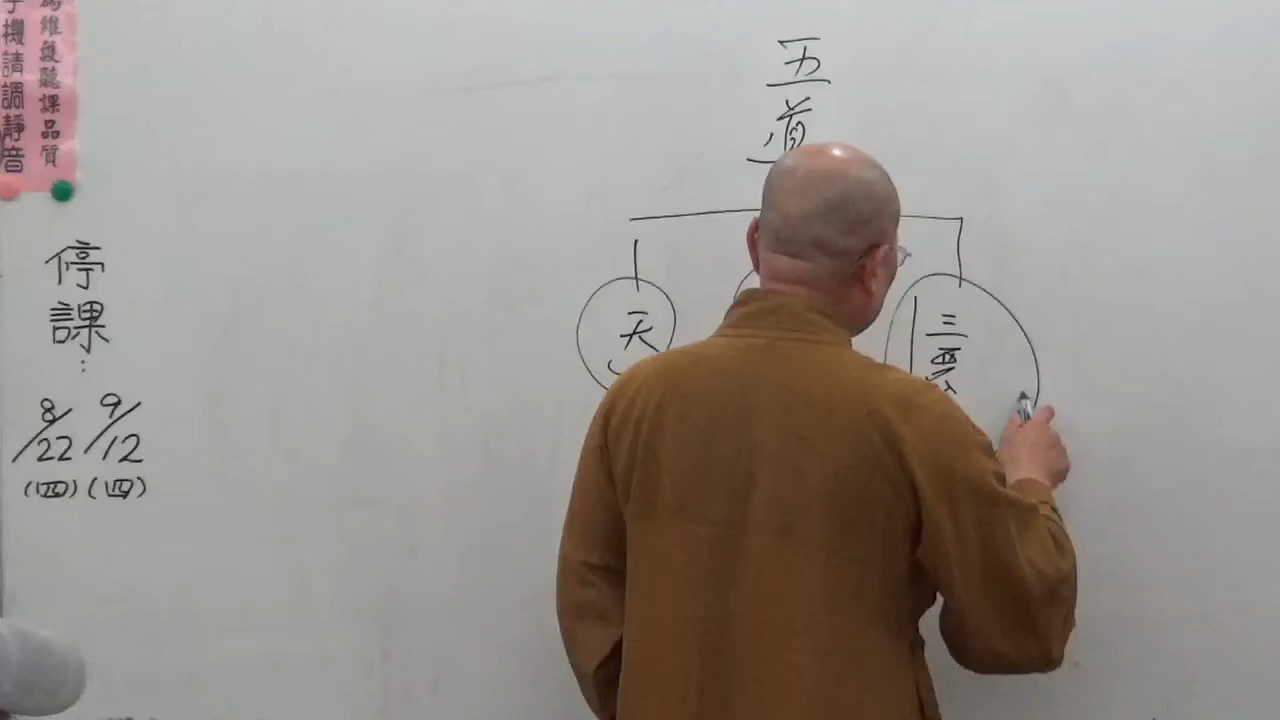 為維護聽課品質
手機請調靜音
停課：
8/22 9/12
(四) (四)
五道
天
三惡